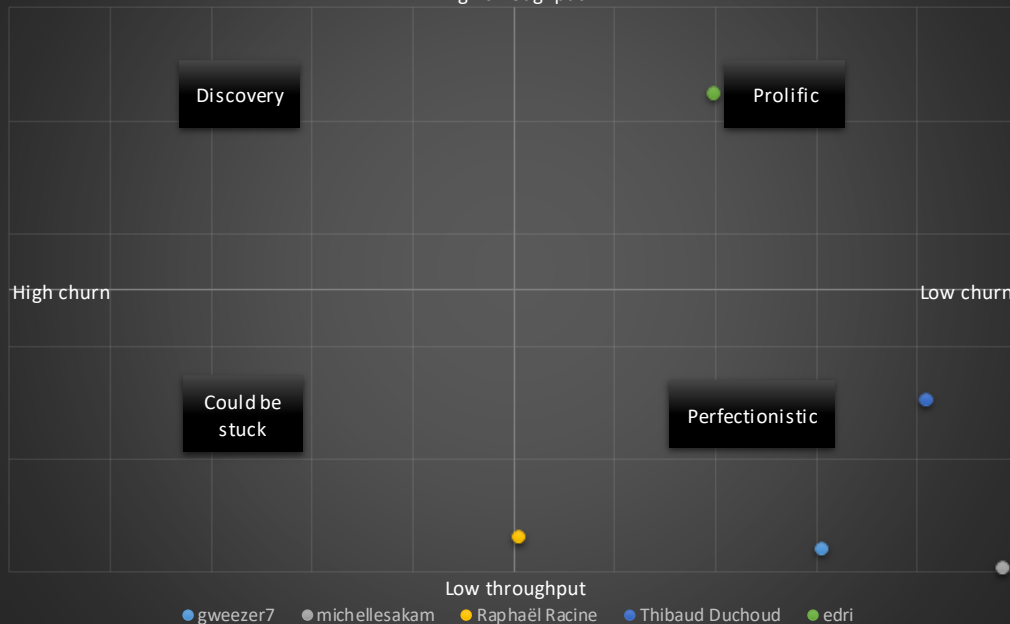 Discovery
Prolific
High churn
Low churn
Could be
stuck
Perfectionistic
Low throughput
gweezer7
michellesakam
Raphaël Racine
Thibaud Duchoud
edri